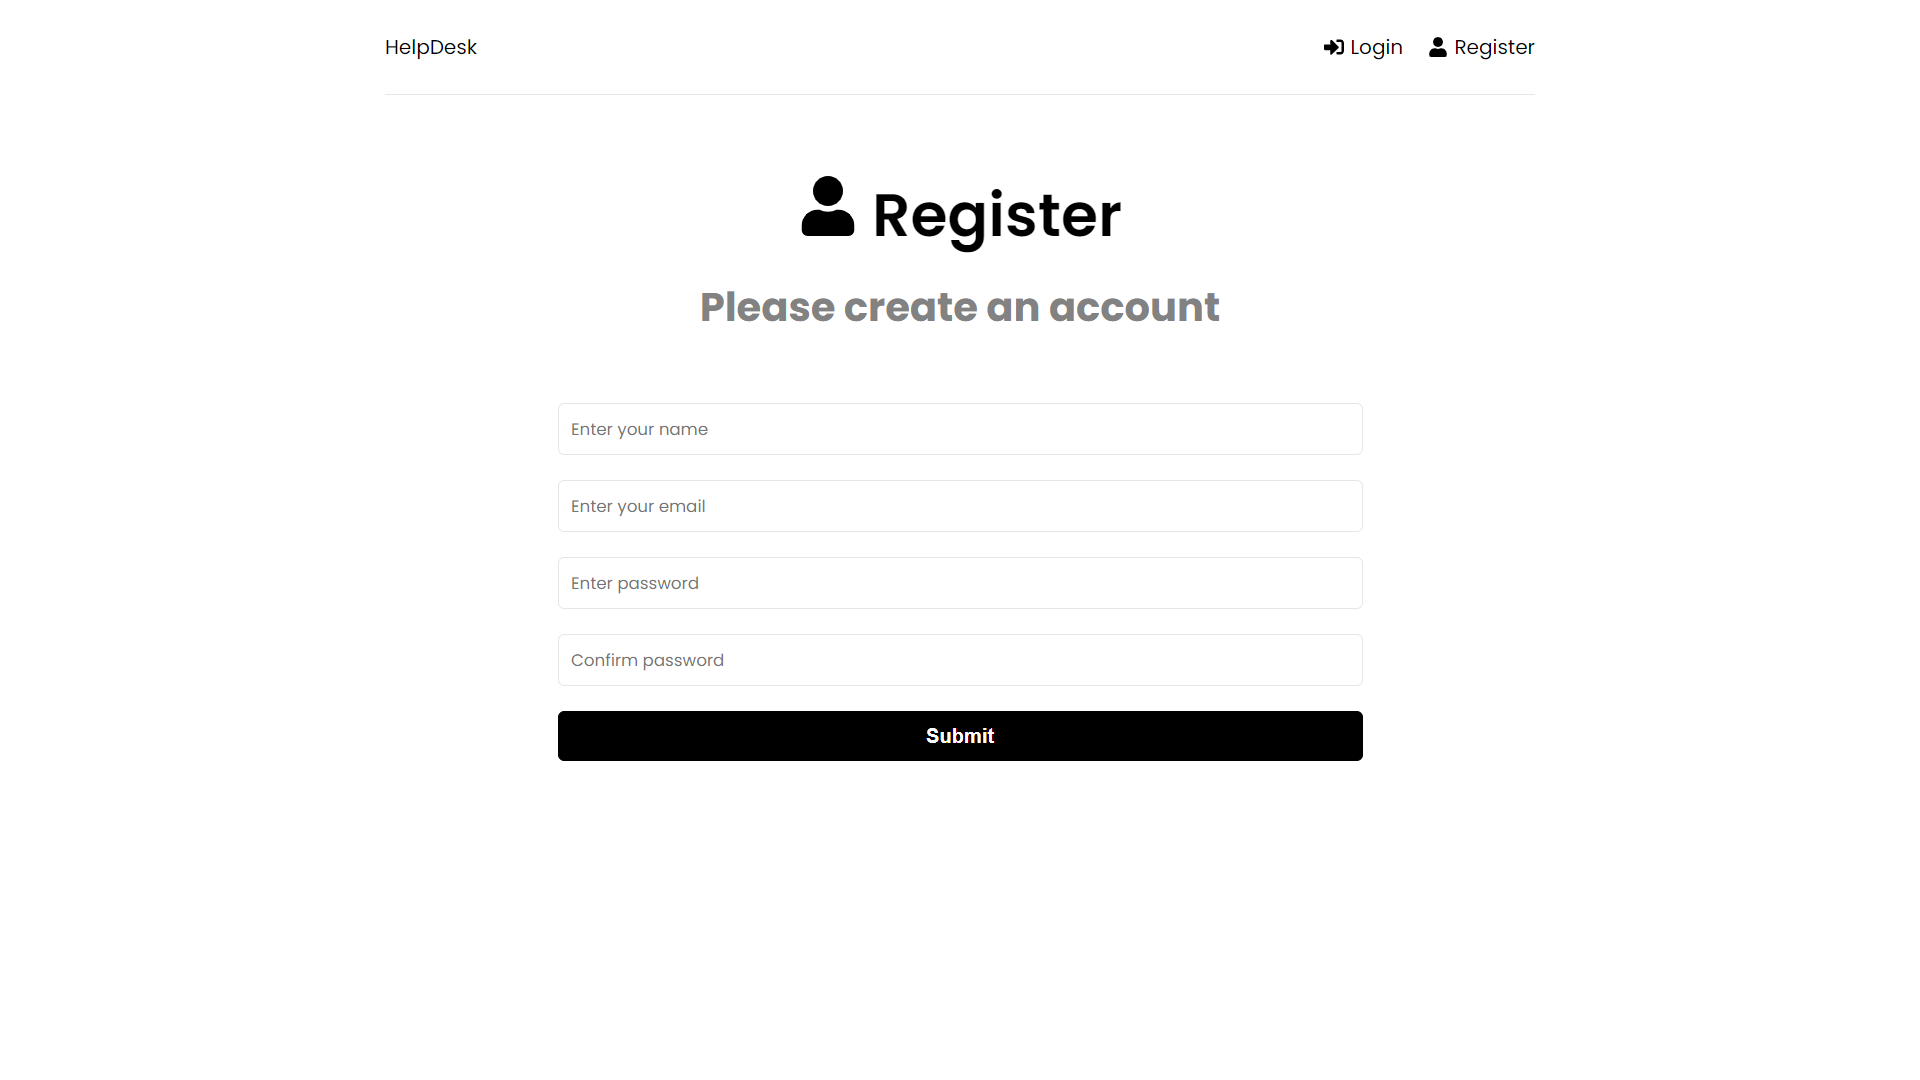 HelpDesk
Login
Register
Register
Please create an account
Enter your name
Enter your email
Enter password
Confirm password
Submit